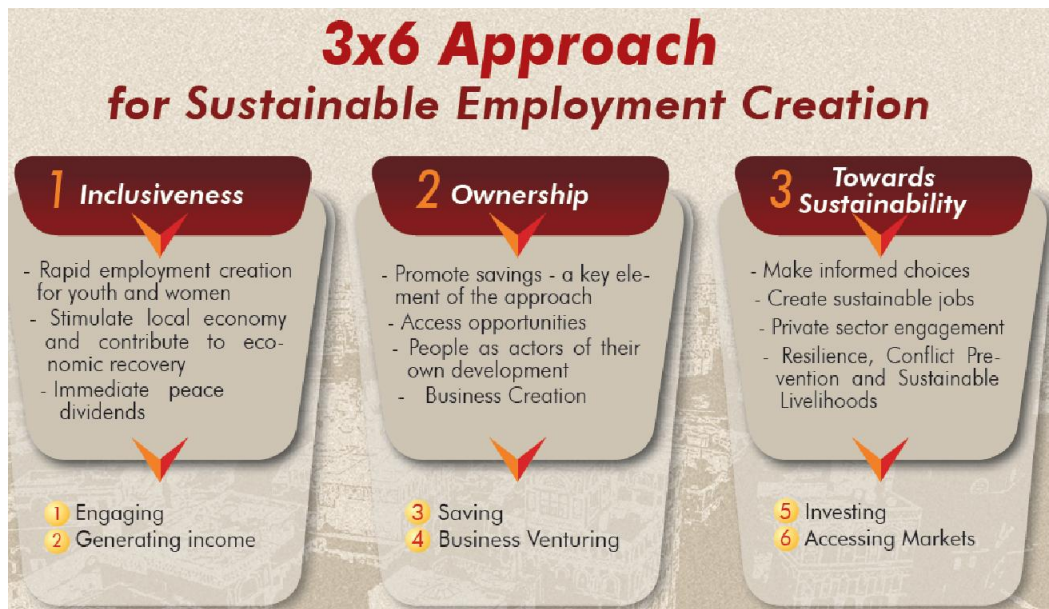 3x6 Approach
for Sustainable Employment Creation
1 Inclusiveness
- Rapid employment creation
for youth and women
- Stimulate local economy
and contribute to eco-
nomic recovery
- Immediate peace
dividends
1 Engaging
2 Generating income
2 Ownership
- Promote savings - a key ele-
ment of the approach
- Access opportunities
- People as actors of their
own development
- Business Creation
3 Saving
4 Business Venturing
3 Towards
Sustainability
- Make informed choices
- Create sustainable jobs
- Private sector engagement
- Resilience, Conflict Pre-
vention and Sustainable
Livelihoods
5 Investing
6 Accessing Markets